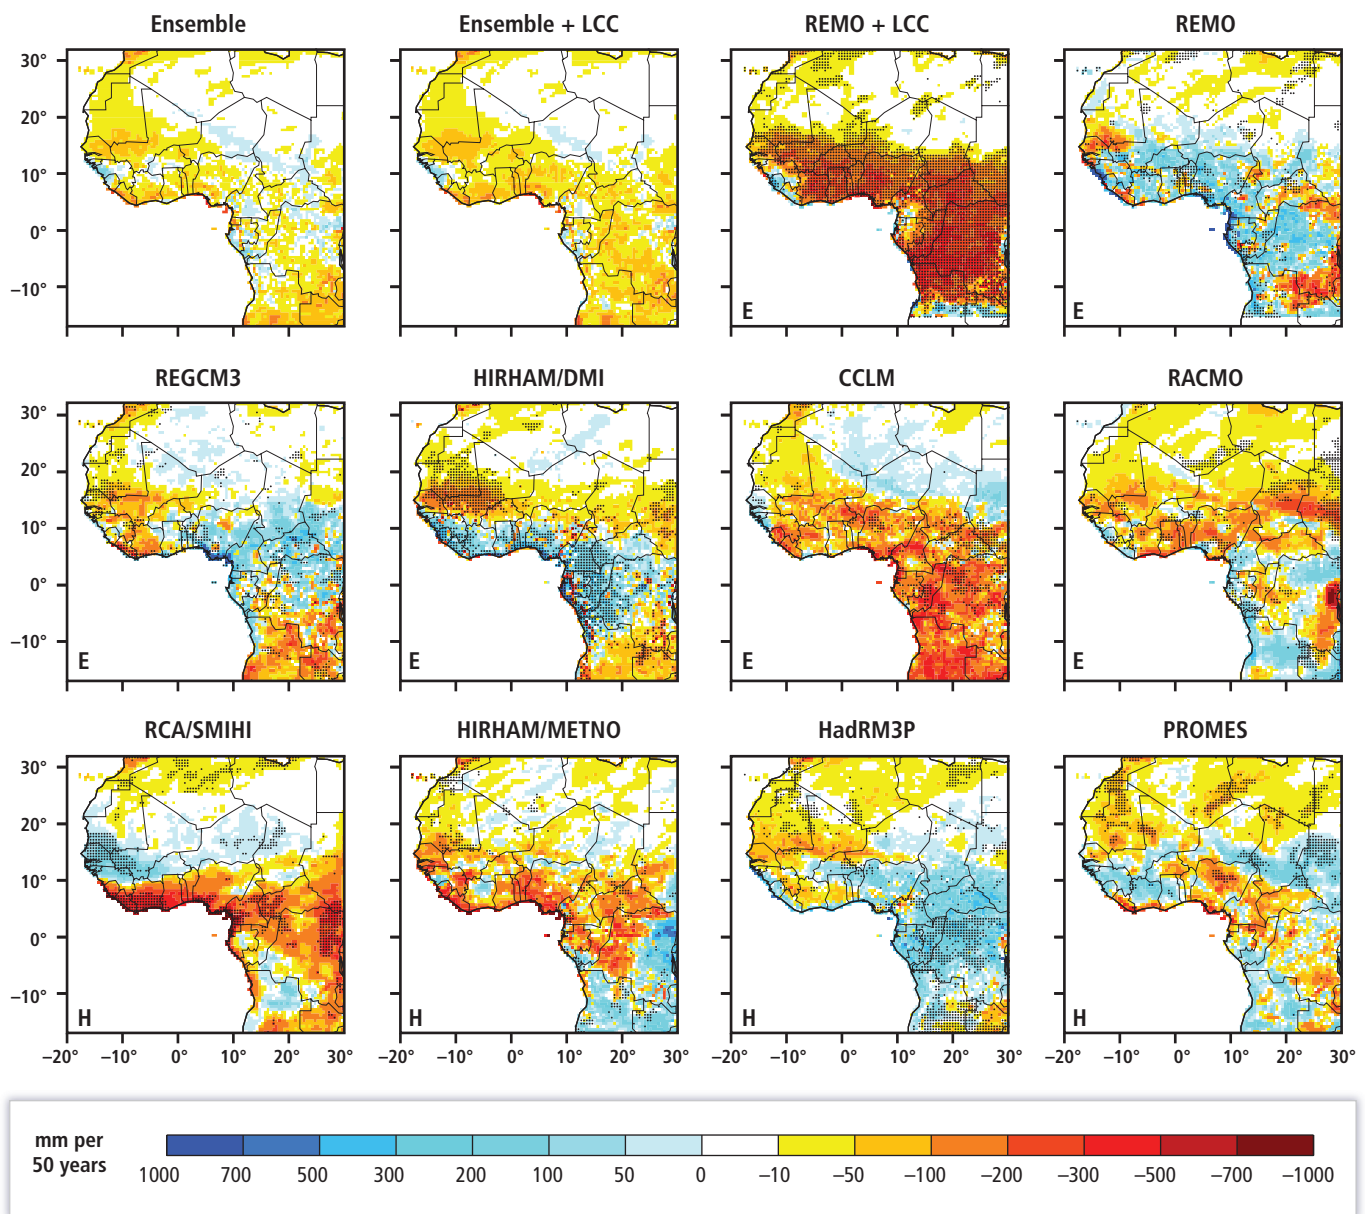 Ensemble Ensemble + LCC REMO + LCC REMO
30°
20°
10°
0°
−10°
E E
REGCM3 HIRHAM/DMI CCLM RACMO
30°
20°
10°
0°
−10°
E E E E
RCA/SMIHI HIRHAM/METNO HadRM3P PROMES
30°
20°
10°
0°
−10°
H H H H
−20° −10° 0° 10° 20° 30° −20° −10° 0° 10° 20° 30° −20° −10° 0° 10° 20° 30° −20° −10° 0° 10° 20° 30°
mm per
50 years
1000 700 500 300 200 100 50 0 −10 −50 −100 −200 −300 −500 −700 −1000